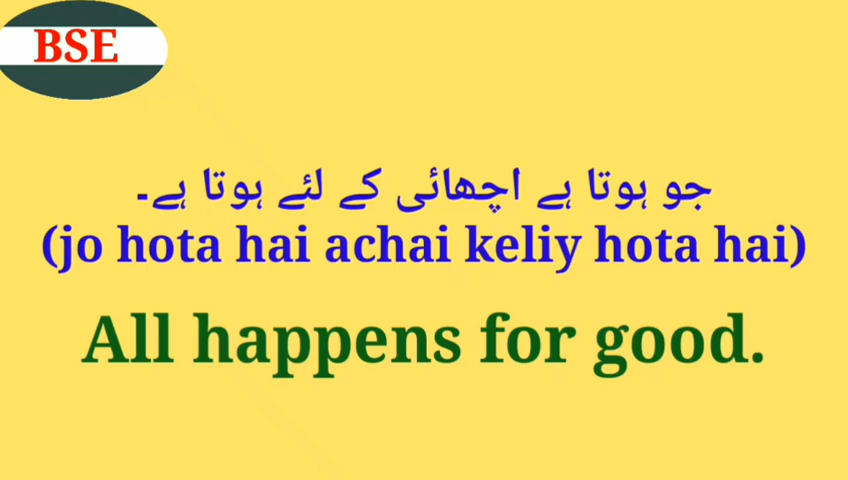 BSE
جو ہوتا ہے اچھائی کے لئے ہوتا ہے۔
(jo hota hai achai keliy hota hai)
All happens for good.